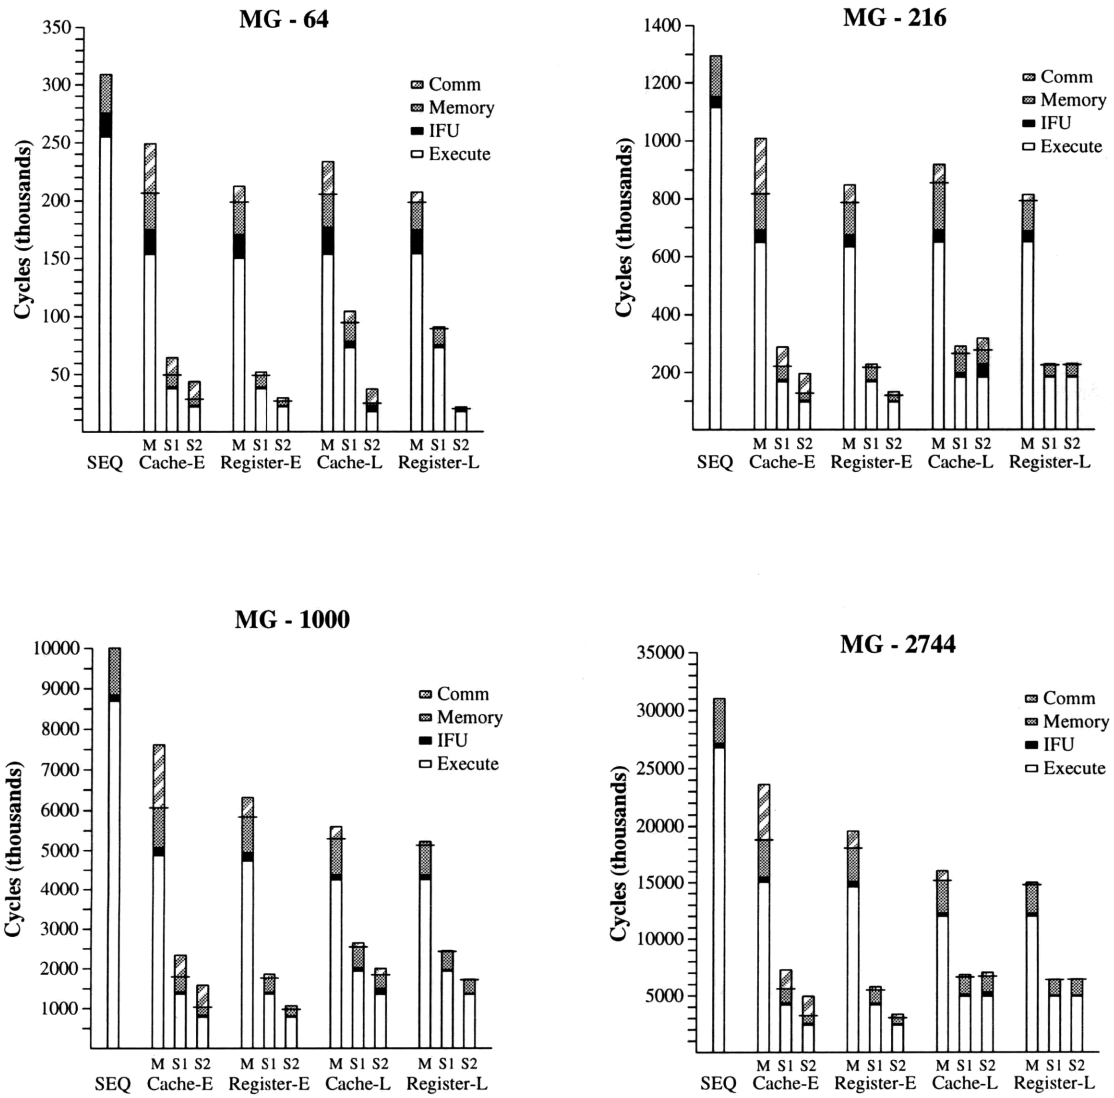 MG - 64
350
300
250
200
150
100
50
Cycles (thousands)
Comm
Memory
IFU
Execute
M S1 S2 M S1 S2 M S1 S2 M S1 S2
SEQ Cache-E Register-E Cache-L Register-L
MG - 216
1400
1200
1000
800
600
400
200
Cycles (thousands)
Comm
Memory
IFU
Execute
M S1 S2 M S1 S2 M S1 S2 M S1 S2
SEQ Cache-E Register-E Cache-L Register-L
MG - 1000
10000
9000
8000
7000
6000
5000
4000
3000
2000
1000
Cycles (thousands)
Comm
Memory
IFU
Execute
M S1 S2 M S1 S2 M S1 S2 M S1 S2
SEQ Cache-E Register-E Cache-L Register-L
MG - 2744
35000
30000
25000
20000
15000
10000
5000
Cycles (thousands)
Comm
Memory
IFU
Execute
M S1 S2 M S1 S2 M S1 S2 M S1 S2
SEQ Cache-E Register-E Cache-L Register-L